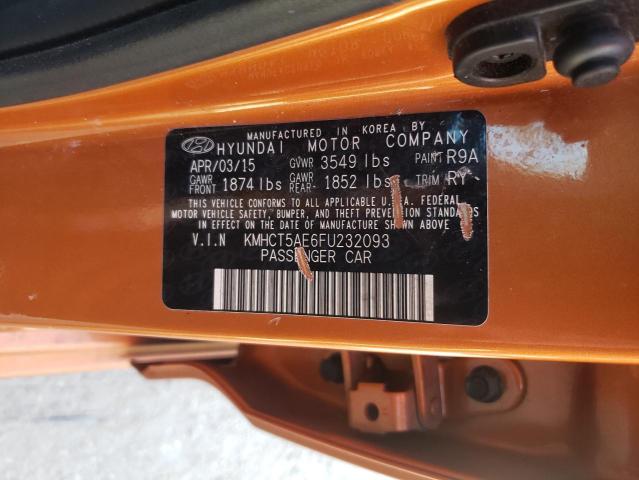 MANUFACTURED IN KOREA BY
HYUNDAI MOTOR COMPANY
APR/03/15 GVWR 3549 lbs PAINT R9A
GAWR FRONT 1874 lbs GAWR REAR 1852 lbs TRIM RY
THIS VEHICLE CONFORMS TO ALL APPLICABLE U.S.A. FEDERAL
MOTOR VEHICLE SAFETY, BUMPER, AND THEFT PREVENTION STANDARDS
IN EFFECT ON THE DATE OF MANUFACTURE SHOWN ABOVE
V.I.N KMHCT5AE6FU232093
PASSENGER CAR